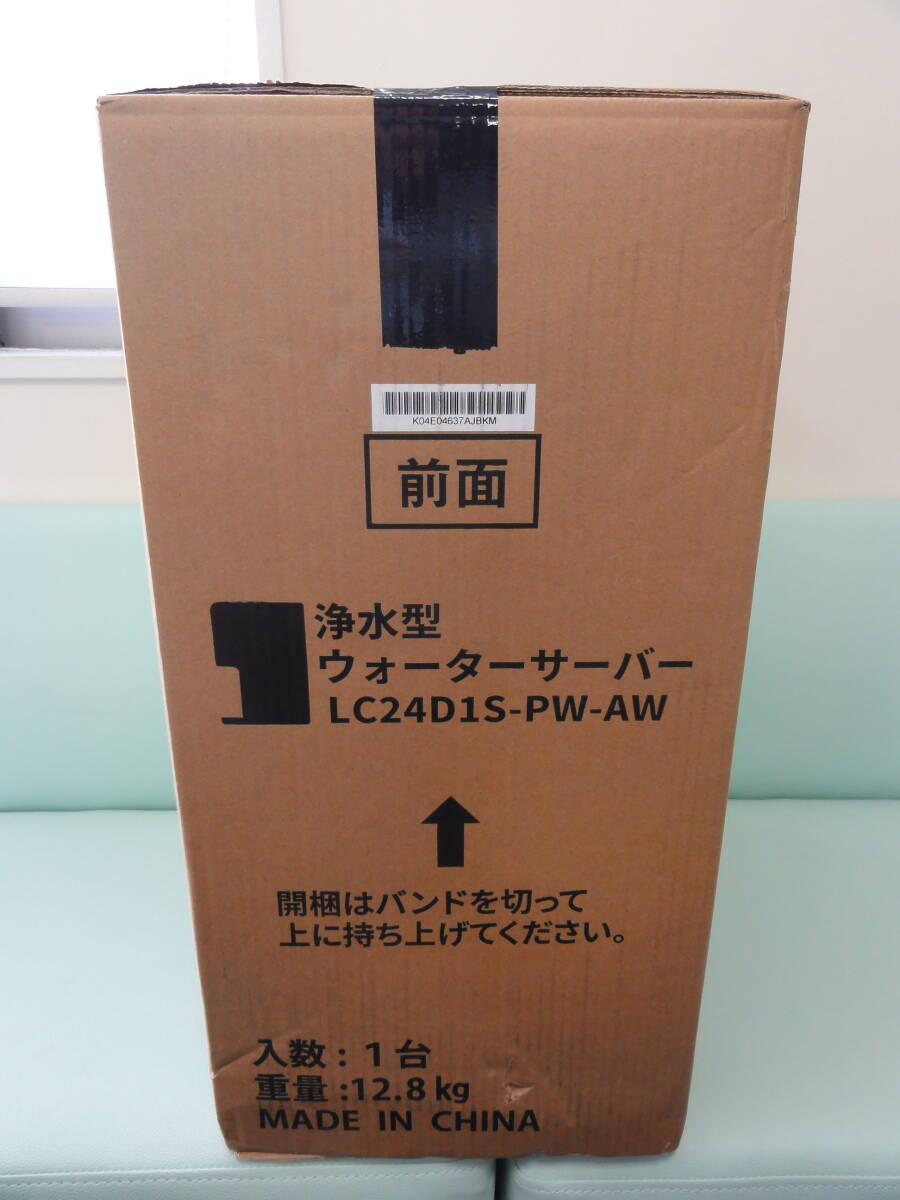 K04E04637AJBKM
前面
浄水型
ウォーターサーバー
LC24D1S-PW-AW
開梱はバンドを切って
上に持ち上げてください。
入数：1台
重量:12.8kg
MADE IN CHINA